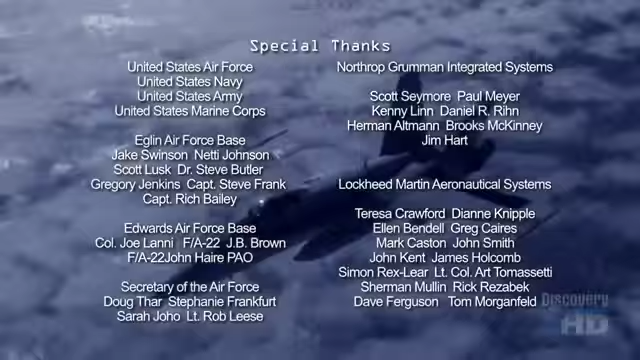 Special Thanks
United States Air Force
United States Navy
United States Army
United States Marine Corps
Eglin Air Force Base
Jake Swinson Netti Johnson
Scott Lusk Dr. Steve Butler
Gregory Jenkins Capt. Steve Frank
Capt. Rich Bailey
Edwards Air Force Base
Col. Joe Lanni F/A-22 J.B. Brown
F/A-22John Haire PAO
Secretary of the Air Force
Doug Thar Stephanie Frankfurt
Sarah Joho Lt. Rob Leese
Northrop Grumman Integrated Systems
Scott Seymore Paul Meyer
Kenny Linn Daniel R. Rihn
Herman Altmann Brooks McKinney
Jim Hart
Lockheed Martin Aeronautical Systems
Teresa Crawford Dianne Knipple
Ellen Bendell Greg Caires
Mark Caston John Smith
John Kent James Holcomb
Simon Rex-Lear Lt. Col. Art Tomassetti
Sherman Mullin Rick Rezabek
Dave Ferguson Tom Morganfeld
Discovery
HD